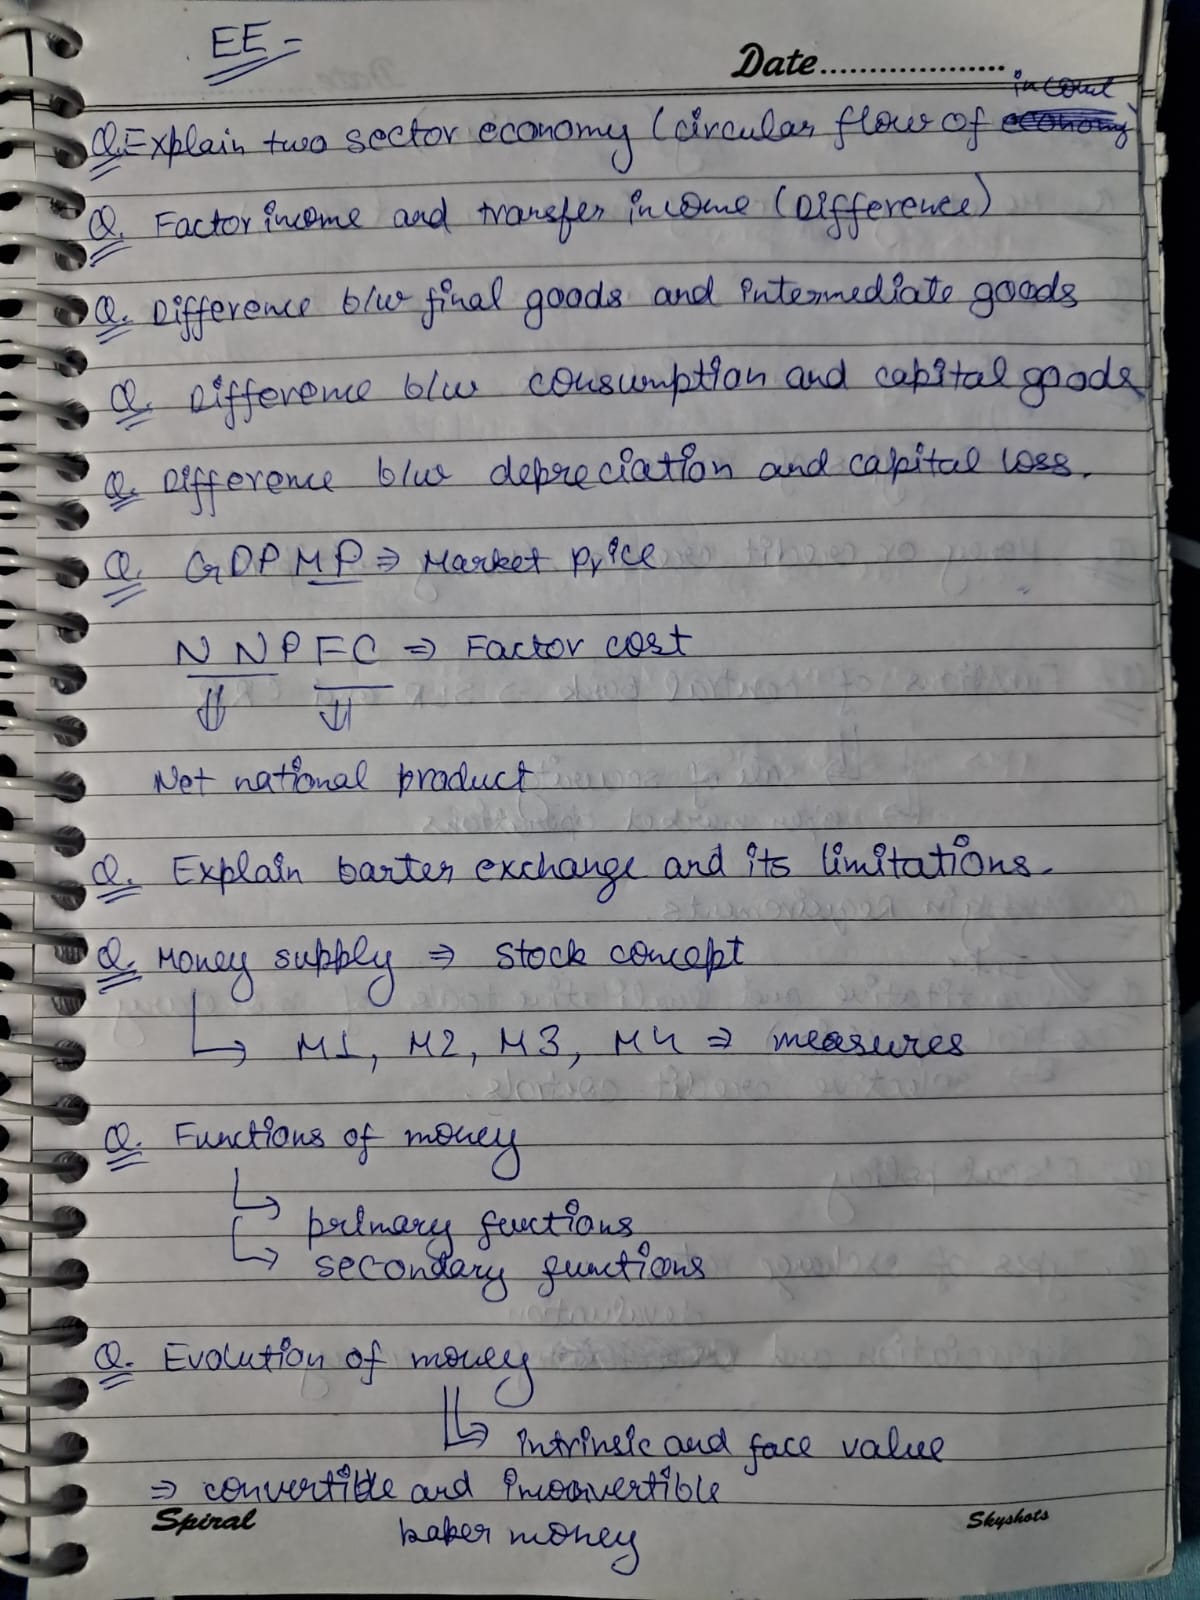 EE -
Date....................
income
Q. Explain two sector economy (circular flow of economy)
Q. Factor income and transfer income (Difference)
Q. Difference b/w final goods and intermediate goods
Q. Difference b/w consumption and capital goods
Q. Difference b/w depreciation and capital loss.
Q. GDP MP ⇒ Market Price
N NP FC ⇒ Factor cost
⇓ ⇓
Net national product
Q. Explain barter exchange and its limitations.
Q. Money supply ⇒ stock concept
↳ M1, M2, M3, M4 ⇒ measures
Q. Functions of money
↳ primary fuctions
↳ secondary functions
Q. Evolution of money
↳ intrinsic and face value
⇒ convertible and inconvertible
Spiral
Skyshots
paper money